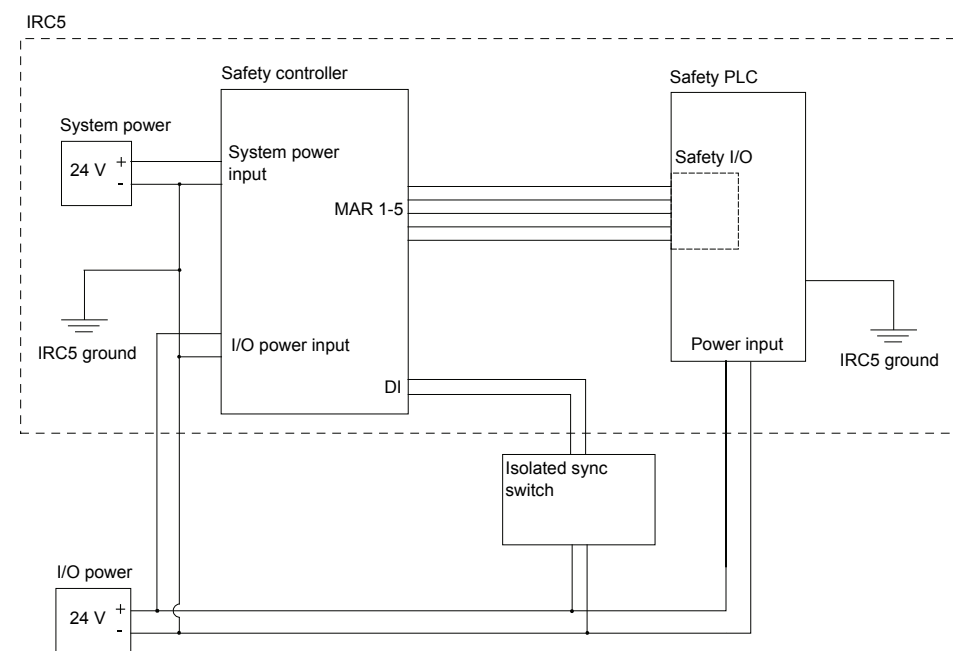 IRC5
Safety controller
Safety PLC
System power
24 V
+
-
System power
input
Safety I/O
MAR 1-5
IRC5 ground
I/O power input
Power input
IRC5 ground
DI
Isolated sync
switch
I/O power
24 V
+
-